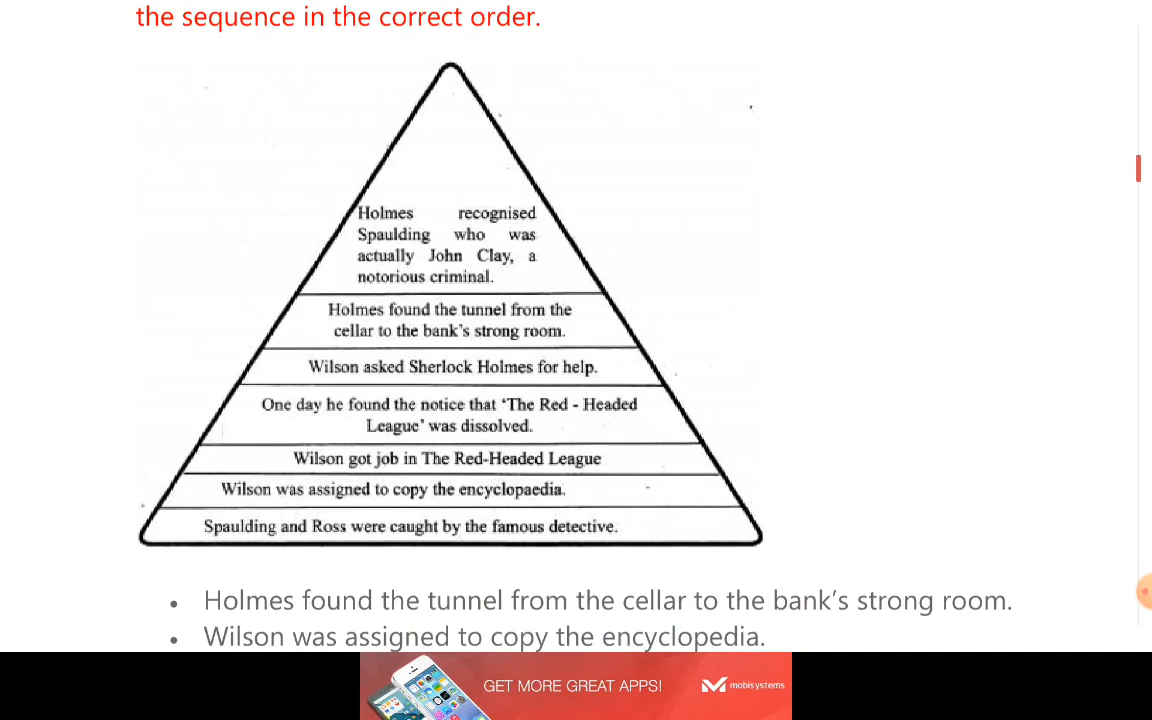 the sequence in the correct order.
Holmes recognised
Spaulding who was
actually John Clay, a
notorious criminal.
Holmes found the tunnel from the
cellar to the bank's strong room.
Wilson asked Sherlock Holmes for help.
One day he found the notice that 'The Red - Headed
League' was dissolved.
Wilson got job in The Red-Headed League
Wilson was assigned to copy the encyclopaedia.
Spaulding and Ross were caught by the famous detective.
• Holmes found the tunnel from the cellar to the bank's strong room.
• Wilson was assigned to copy the encyclopedia.
GET MORE GREAT APPS!
mobisystems